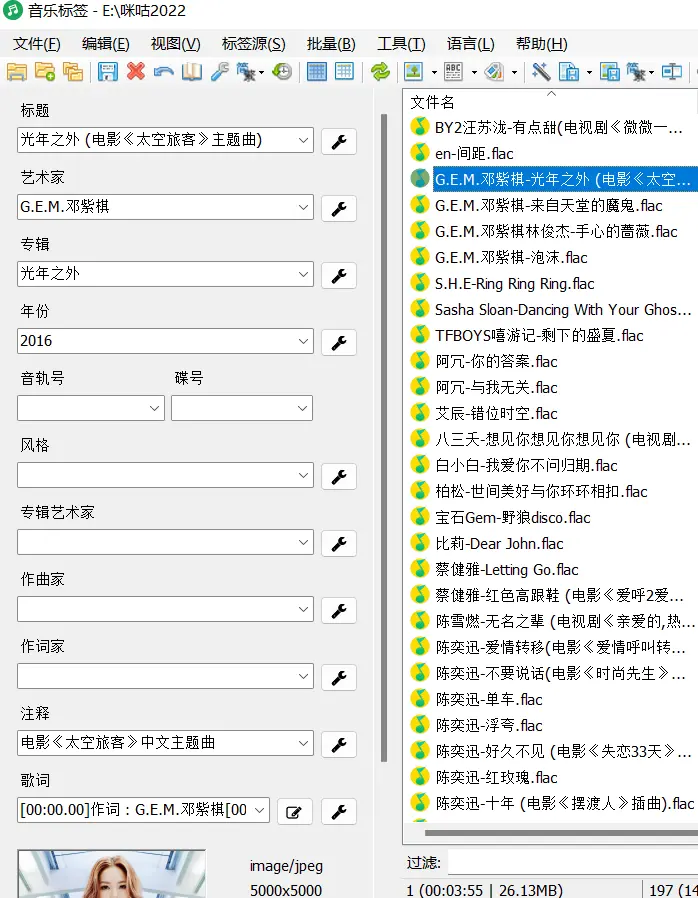 音乐标签 - E:\咪咕2022
文件(F) 编辑(E) 视图(V) 标签源(S) 批量(B) 工具(T) 语言(L) 帮助(H)
标题
光年之外 (电影《太空旅客》主题曲)
艺术家
G.E.M.邓紫棋
专辑
光年之外
年份
2016
音轨号 碟号
风格
专辑艺术家
作曲家
作词家
注释
电影《太空旅客》中文主题曲
歌词
[00:00.00]作词：G.E.M.邓紫棋[00
image/jpeg
5000x5000
文件名
BY2汪苏泷-有点甜(电视剧《微微一...
en-间距.flac
G.E.M.邓紫棋-光年之外 (电影《太空...
G.E.M.邓紫棋-来自天堂的魔鬼.flac
G.E.M.邓紫棋林俊杰-手心的蔷薇.flac
G.E.M.邓紫棋-泡沫.flac
S.H.E-Ring Ring Ring.flac
Sasha Sloan-Dancing With Your Ghos...
TFBOYS嘻游记-剩下的盛夏.flac
阿冗-你的答案.flac
阿冗-与我无关.flac
艾辰-错位时空.flac
八三夭-想见你想见你想见你 (电视剧...
白小白-我爱你不问归期.flac
柏松-世间美好与你环环相扣.flac
宝石Gem-野狼disco.flac
比莉-Dear John.flac
蔡健雅-Letting Go.flac
蔡健雅-红色高跟鞋 (电影《爱呼2爱...
陈雪燃-无名之辈 (电视剧《亲爱的,热...
陈奕迅-爱情转移(电影《爱情呼叫转...
陈奕迅-不要说话(电影《时尚先生》...
陈奕迅-单车.flac
陈奕迅-浮夸.flac
陈奕迅-好久不见 (电影《失恋33天》...
陈奕迅-红玫瑰.flac
陈奕迅-十年 (电影《摆渡人》插曲).flac
过滤:
1 (00:03:55 | 26.13MB) 197 (14